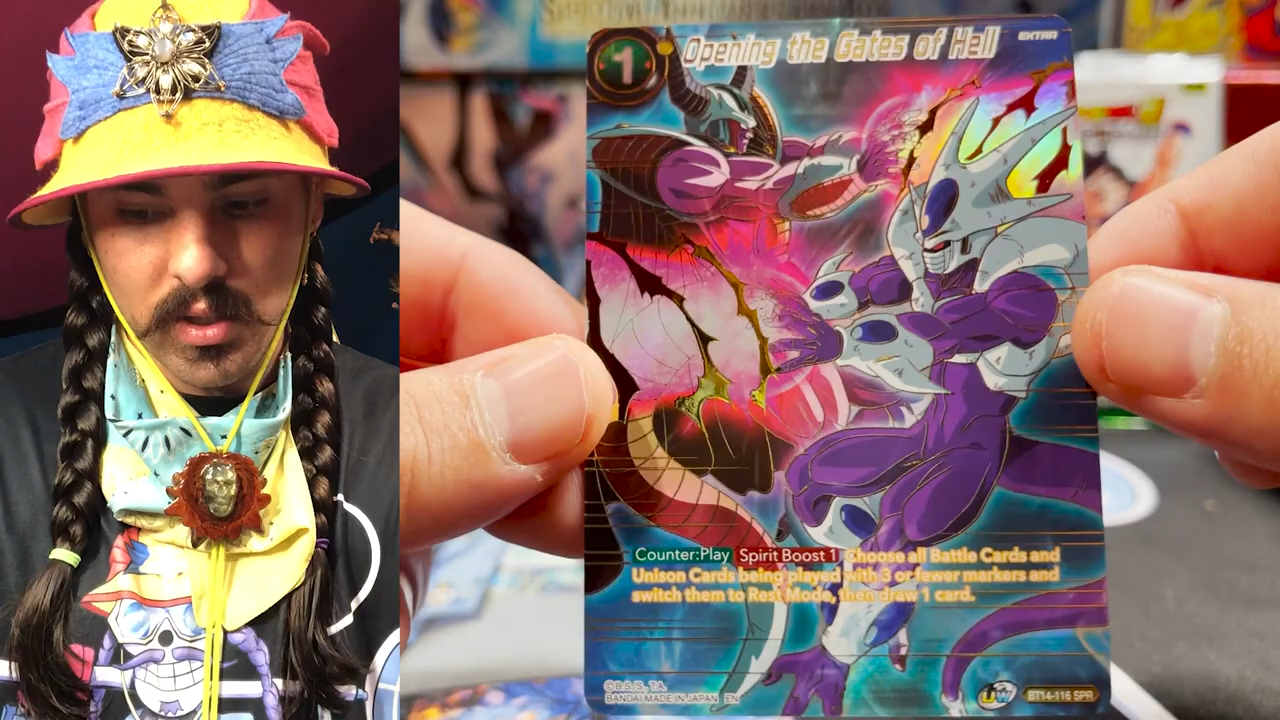 1
Opening the Gates of Hell
EXTRA
Counter:Play Spirit Boost 1 Choose all Battle Cards and
Unison Cards being played with 3 or fewer markers and
switch them to Rest Mode, then draw 1 card.
©B.S./S., T.A.
BANDAI MADE IN JAPAN EN
UW
BT14-116 SPR